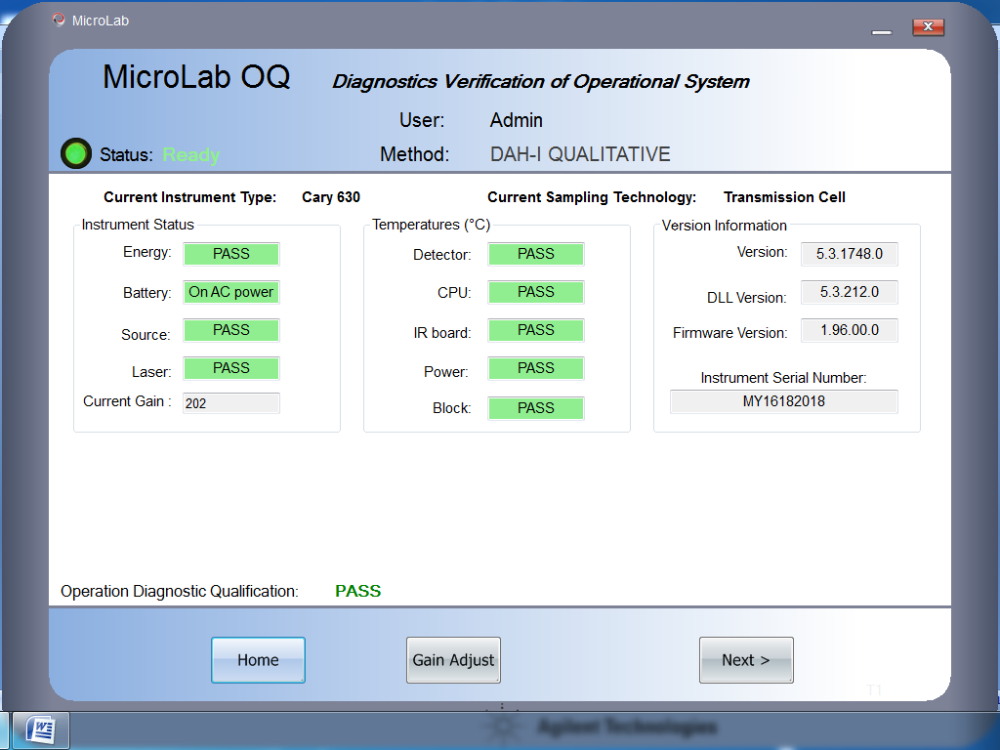 MicroLab
MicroLab OQ
Diagnostics Verification of Operational System
User: Admin
Status: Ready
Method: DAH-I QUALITATIVE
Current Instrument Type: Cary 630
Current Sampling Technology: Transmission Cell
Instrument Status
Energy: PASS
Battery: On AC power
Source: PASS
Laser: PASS
Current Gain : 202
Temperatures (°C)
Detector: PASS
CPU: PASS
IR board: PASS
Power: PASS
Block: PASS
Version Information
Version: 5.3.1748.0
DLL Version: 5.3.212.0
Firmware Version: 1.96.00.0
Instrument Serial Number:
MY16182018
Operation Diagnostic Qualification: PASS
Home
Gain Adjust
Next >
T1
Agilent Technologies